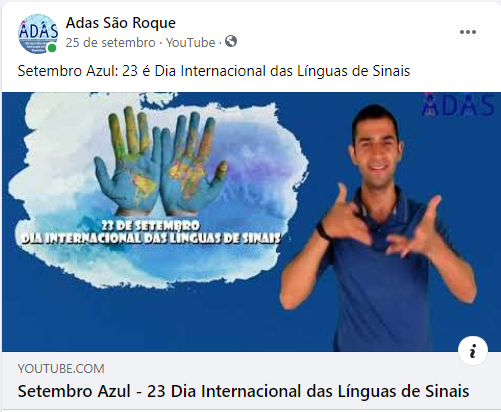 ADAS
Adas São Roque
25 de setembro · YouTube ·
Setembro Azul: 23 é Dia Internacional das Línguas de Sinais
ADAS
23 DE SETEMBRO
DIA INTERNACIONAL DAS LÍNGUAS DE SINAIS
i
YOUTUBE.COM
Setembro Azul - 23 Dia Internacional das Línguas de Sinais